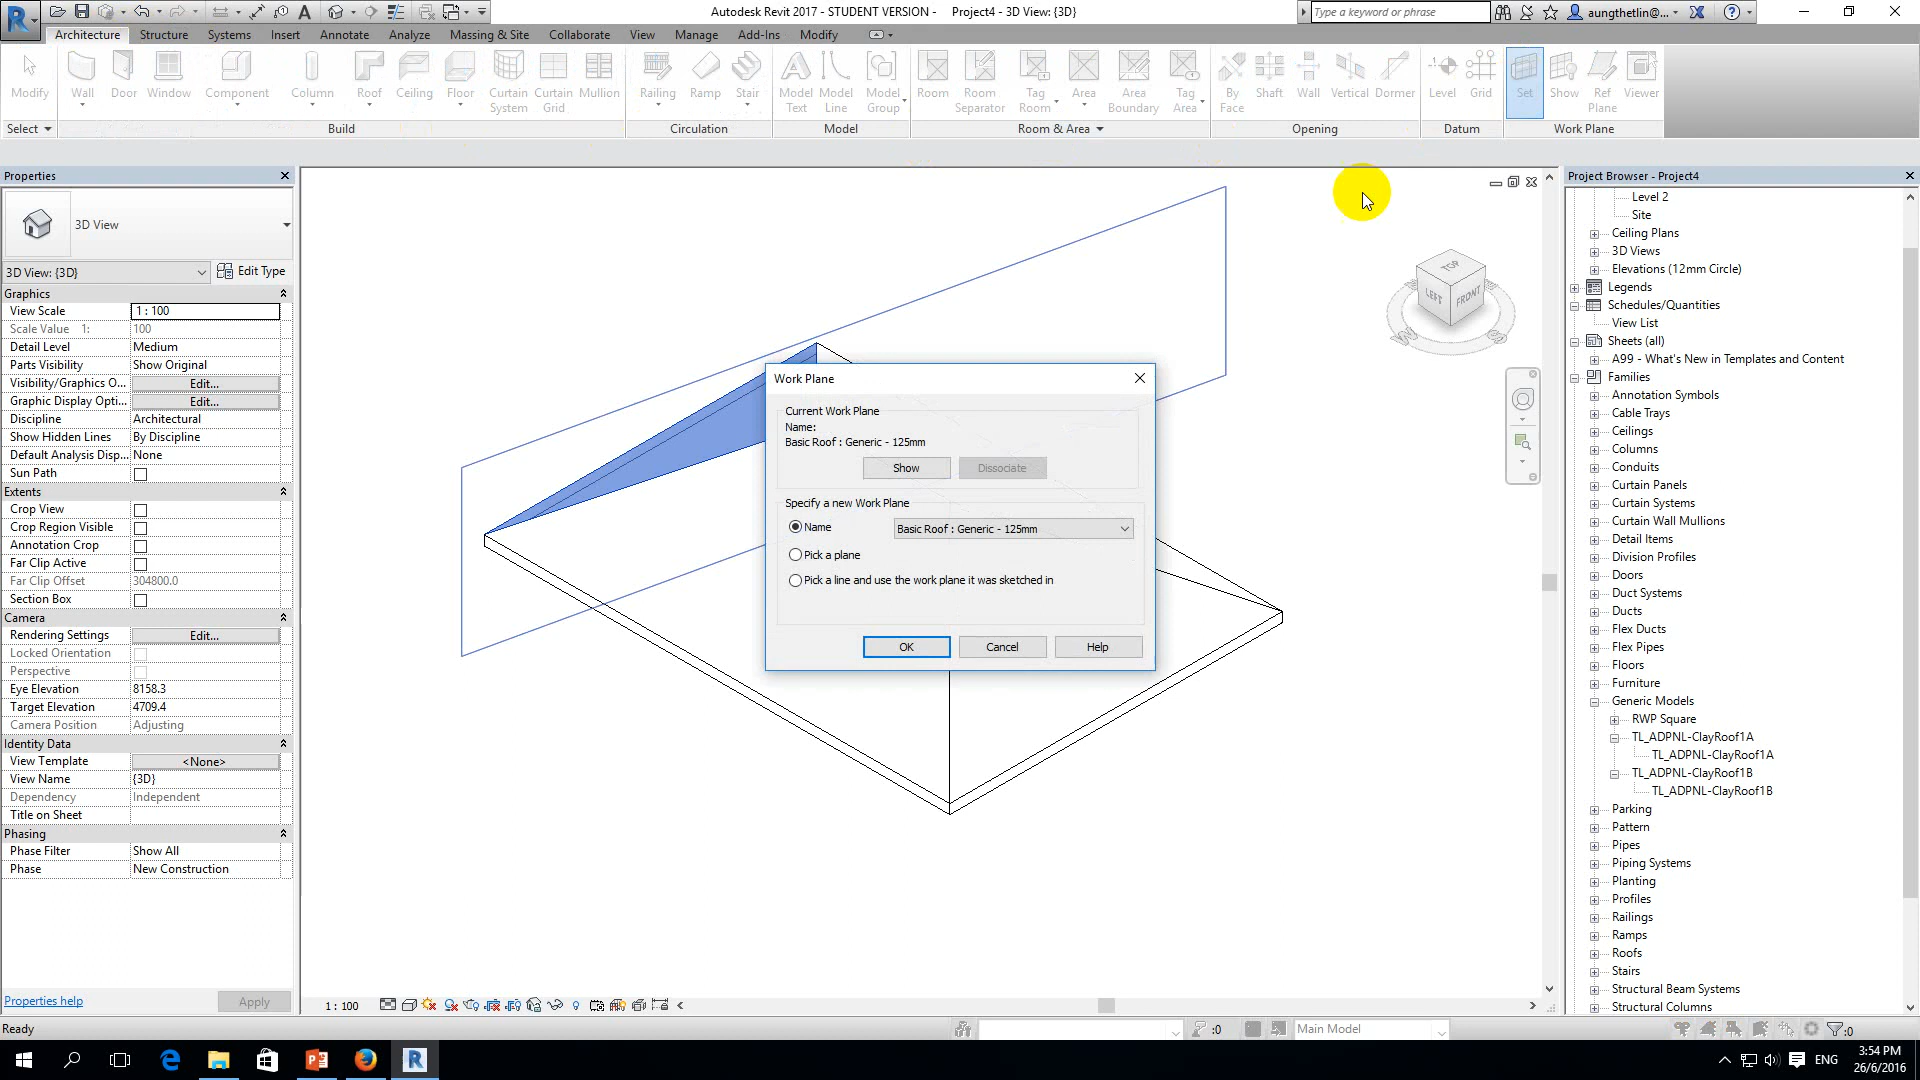 Autodesk Revit 2017 - STUDENT VERSION - Project4 - 3D View: {3D}
Type a keyword or phrase
aungthetlin@...
Architecture Structure Systems Insert Annotate Analyze Massing & Site Collaborate View Manage Add-Ins Modify
Modify Wall Door Window Component Column Roof Ceiling Floor Curtain System Curtain Grid Mullion Railing Ramp Stair Model Text Model Line Model Group Room Room Separator Tag Room Area Area Boundary Tag Area By Face Shaft Wall Vertical Dormer Level Grid Set Show Ref Plane Viewer
Select Build Circulation Model Room & Area Opening Datum Work Plane
Properties
3D View
3D View: {3D} Edit Type
Graphics
View Scale 1 : 100
Scale Value 1: 100
Detail Level Medium
Parts Visibility Show Original
Visibility/Graphics O... Edit...
Graphic Display Opti... Edit...
Discipline Architectural
Show Hidden Lines By Discipline
Default Analysis Disp... None
Sun Path
Extents
Crop View
Crop Region Visible
Annotation Crop
Far Clip Active
Far Clip Offset 304800.0
Section Box
Camera
Rendering Settings Edit...
Locked Orientation
Perspective
Eye Elevation 8158.3
Target Elevation 4709.4
Camera Position Adjusting
Identity Data
View Template <None>
View Name {3D}
Dependency Independent
Title on Sheet
Phasing
Phase Filter Show All
Phase New Construction
Properties help Apply
TOP
LEFT FRONT
W S
Work Plane
Current Work Plane
Name:
Basic Roof : Generic - 125mm
Show Dissociate
Specify a new Work Plane
Name Basic Roof : Generic - 125mm
Pick a plane
Pick a line and use the work plane it was sketched in
OK Cancel Help
Project Browser - Project4
Level 2
Site
Ceiling Plans
3D Views
Elevations (12mm Circle)
Legends
Schedules/Quantities
View List
Sheets (all)
A99 - What's New in Templates and Content
Families
Annotation Symbols
Cable Trays
Ceilings
Columns
Conduits
Curtain Panels
Curtain Systems
Curtain Wall Mullions
Detail Items
Division Profiles
Doors
Duct Systems
Ducts
Flex Ducts
Flex Pipes
Floors
Furniture
Generic Models
RWP Square
TL_ADPNL-ClayRoof1A
TL_ADPNL-ClayRoof1A
TL_ADPNL-ClayRoof1B
TL_ADPNL-ClayRoof1B
Parking
Pattern
Pipes
Piping Systems
Planting
Profiles
Railings
Ramps
Roofs
Stairs
Structural Beam Systems
Structural Columns
1 : 100
Ready
:0
Main Model
:0
ENG
3:54 PM
26/6/2016